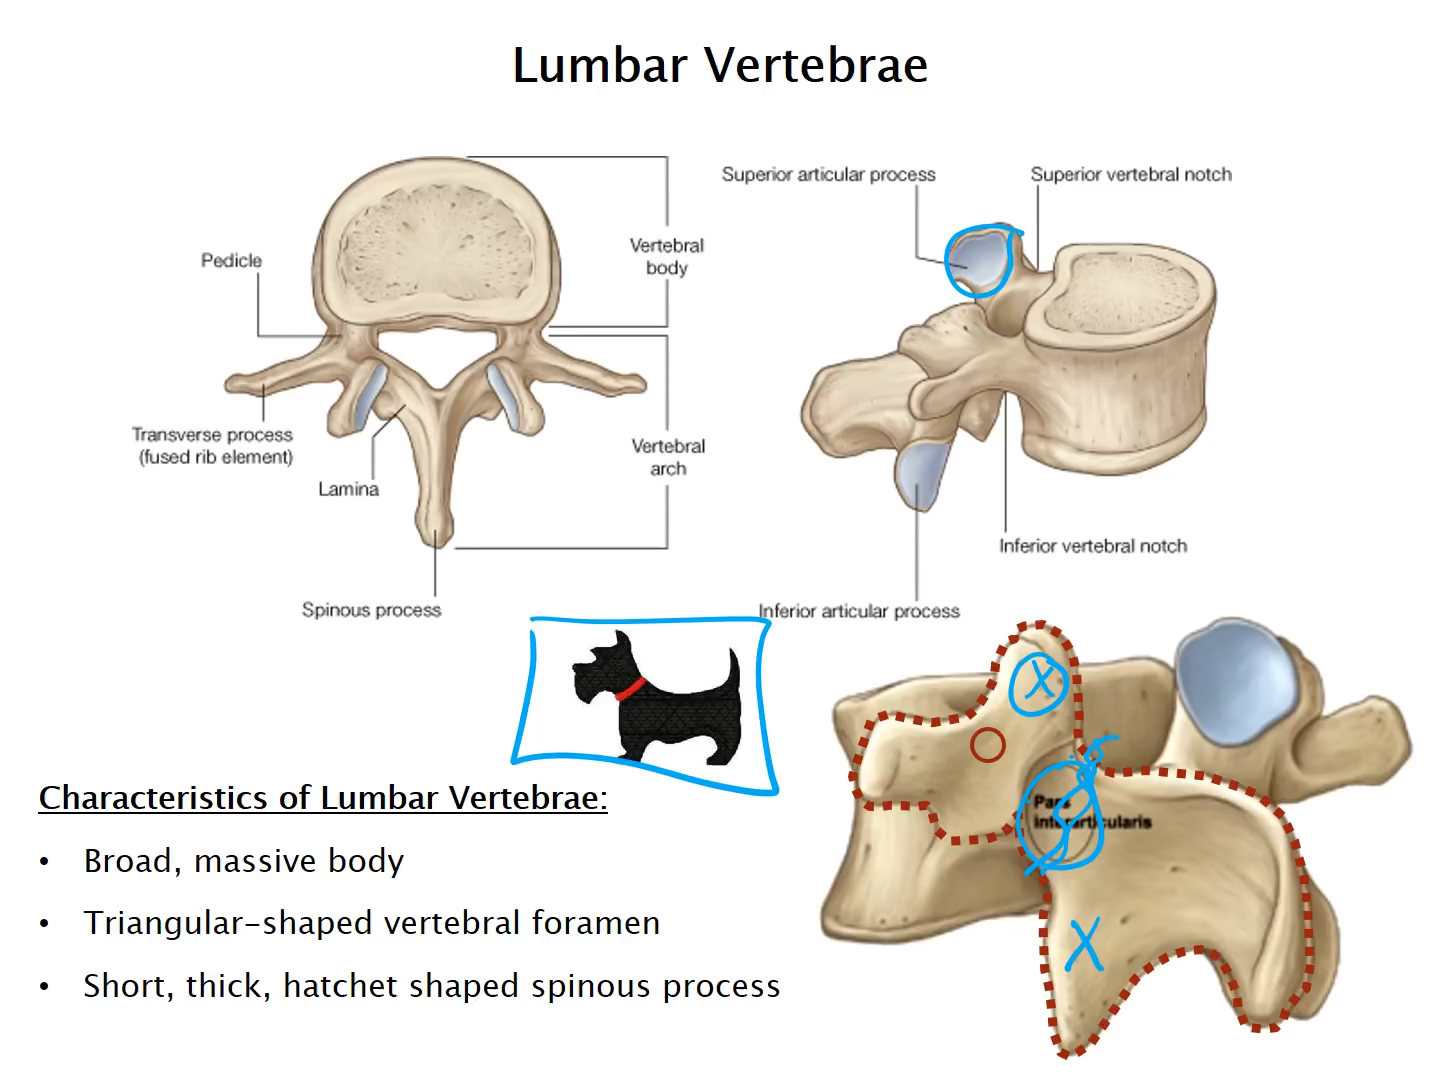 Lumbar Vertebrae
Superior articular process
Superior vertebral notch
Pedicle
Vertebral
body
Transverse process
(fused rib element)
Lamina
Vertebral
arch
Inferior vertebral notch
Spinous process
Inferior articular process
X
Pars
interarticularis
Characteristics of Lumbar Vertebrae:
• Broad, massive body
• Triangular-shaped vertebral foramen
X
• Short, thick, hatchet shaped spinous process